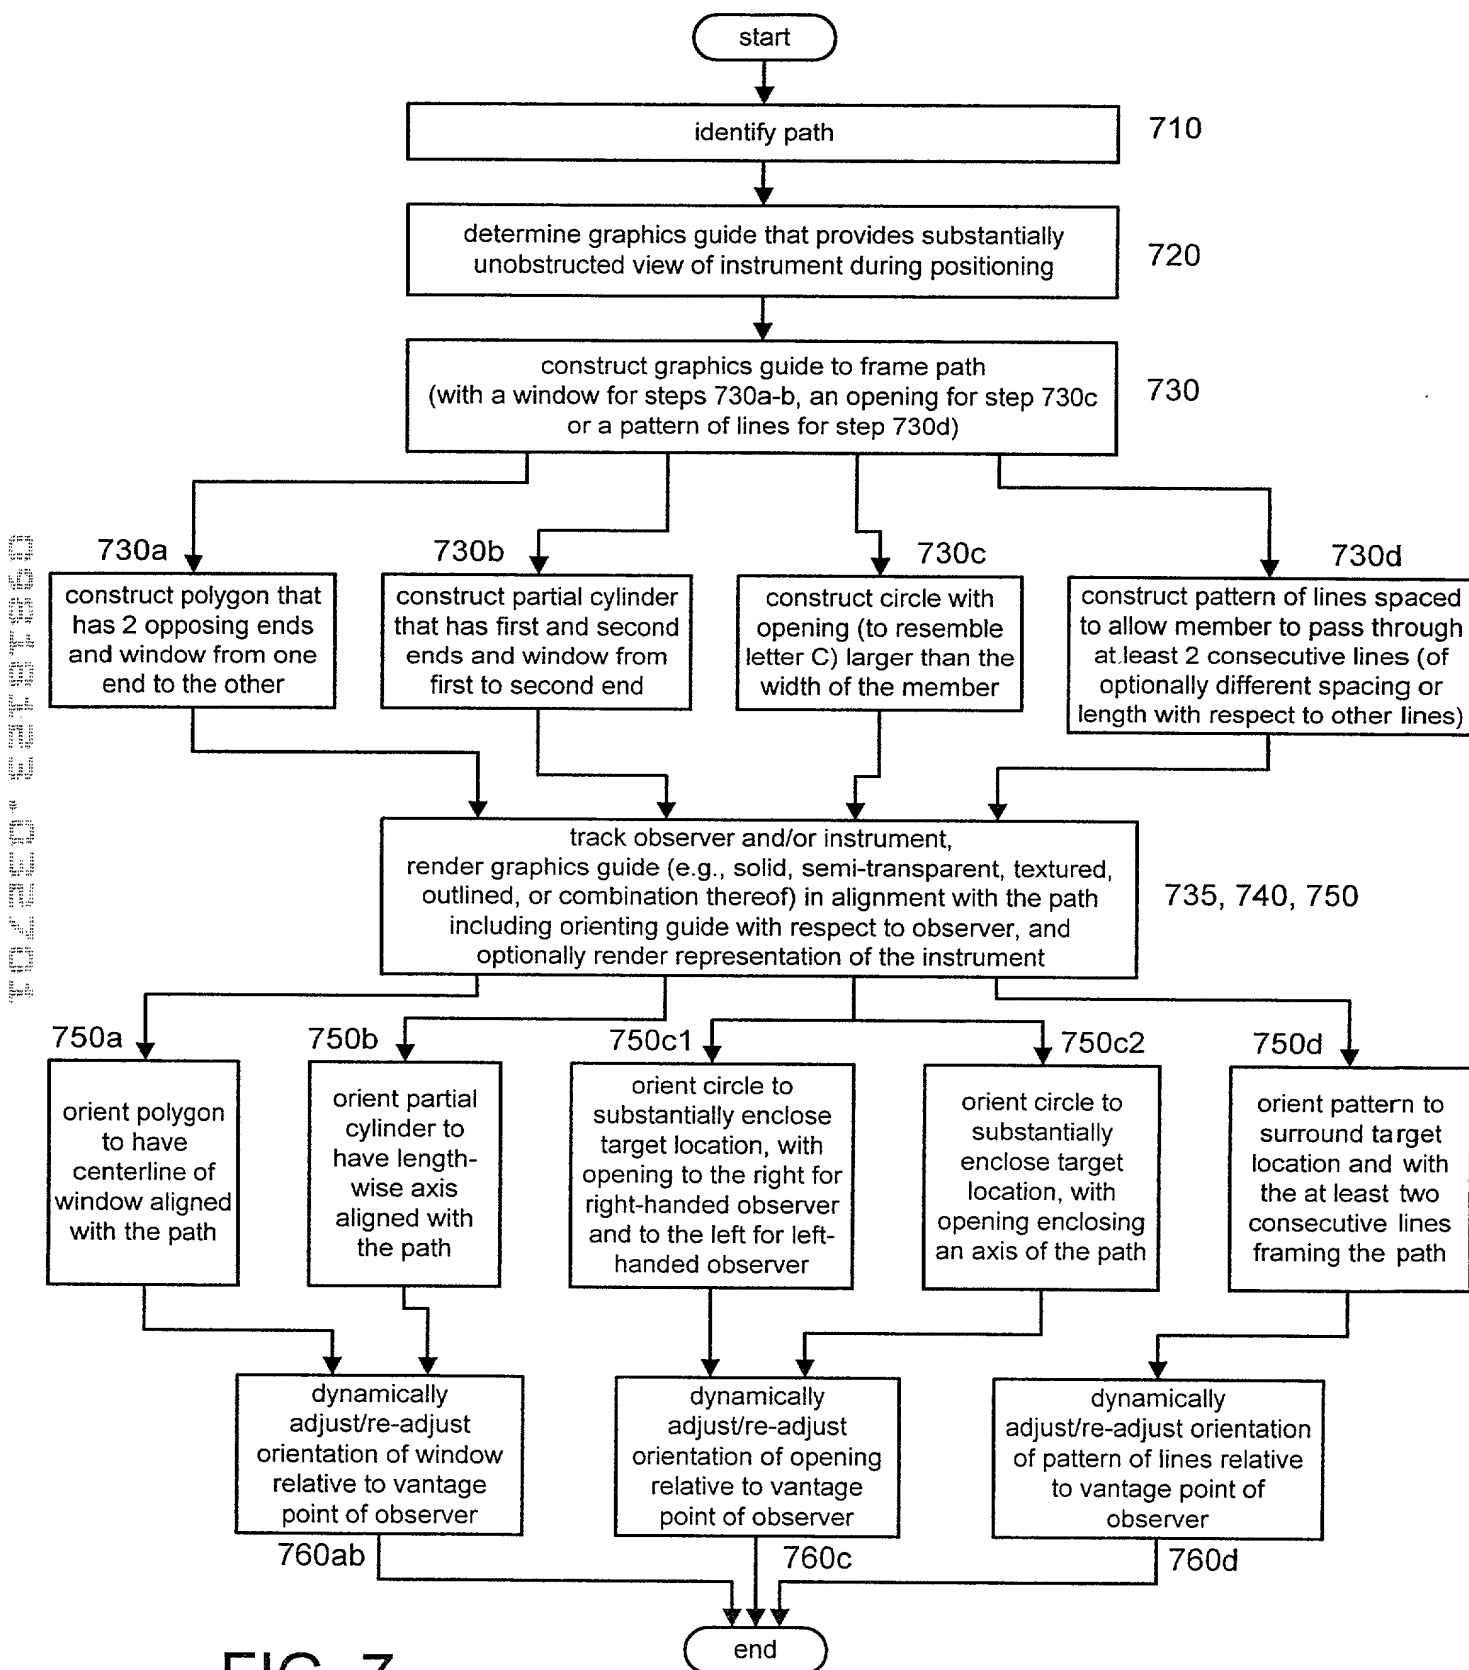 start
identify path
710
determine graphics guide that provides substantially
unobstructed view of instrument during positioning
720
construct graphics guide to frame path
(with a window for steps 730a-b, an opening for step 730c
or a pattern of lines for step 730d)
730
730a
construct polygon that
has 2 opposing ends
and window from one
end to the other
730b
construct partial cylinder
that has first and second
ends and window from
first to second end
730c
construct circle with
opening (to resemble
letter C) larger than the
width of the member
730d
construct pattern of lines spaced
to allow member to pass through
at least 2 consecutive lines (of
optionally different spacing or
length with respect to other lines)
track observer and/or instrument,
render graphics guide (e.g., solid, semi-transparent, textured,
outlined, or combination thereof) in alignment with the path
including orienting guide with respect to observer, and
optionally render representation of the instrument
735, 740, 750
750a
orient polygon
to have
centerline of
window aligned
with the path
750b
orient partial
cylinder to
have length-
wise axis
aligned with
the path
750c1
orient circle to
substantially enclose
target location, with
opening to the right for
right-handed observer
and to the left for left-
handed observer
750c2
orient circle to
substantially
enclose target
location, with
opening enclosing
an axis of the path
750d
orient pattern to
surround target
location and with
the at least two
consecutive lines
framing the path
dynamically
adjust/re-adjust
orientation of window
relative to vantage
point of observer
760ab
dynamically
adjust/re-adjust
orientation of opening
relative to vantage
point of observer
760c
dynamically
adjust/re-adjust orientation
of pattern of lines relative
to vantage point of
observer
760d
end
FIG. 7